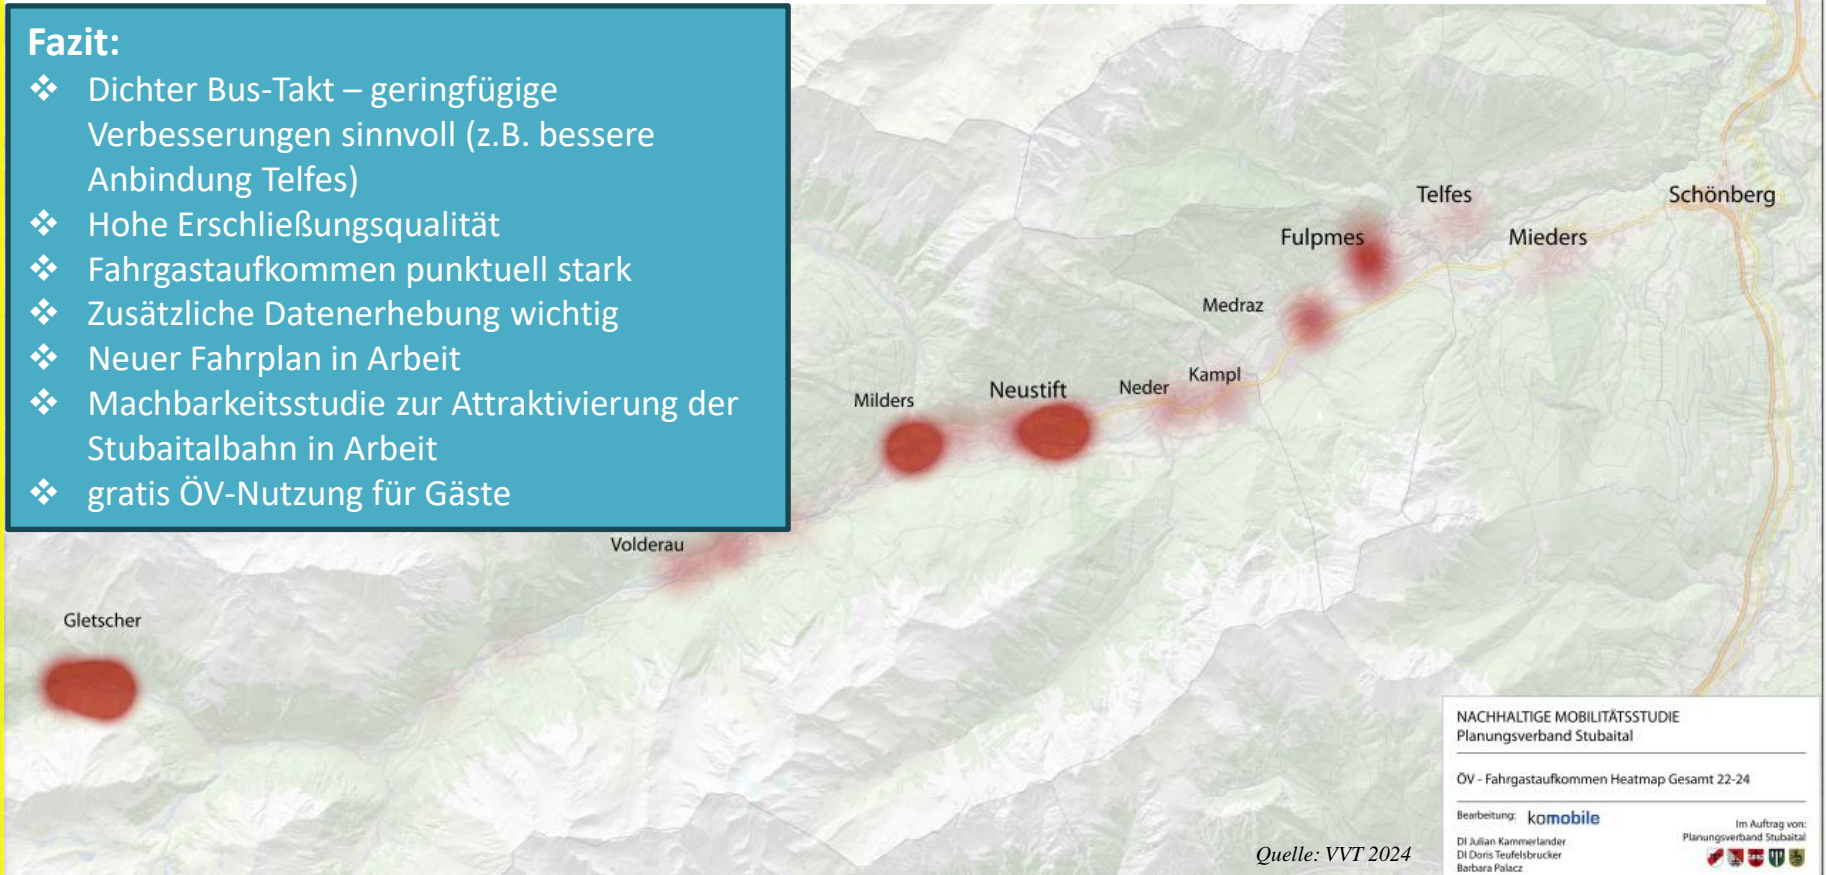 Fazit:
❖ Dichter Bus-Takt – geringfügige
Verbesserungen sinnvoll (z.B. bessere
Anbindung Telfes)
❖ Hohe Erschließungsqualität
❖ Fahrgastaufkommen punktuell stark
❖ Zusätzliche Datenerhebung wichtig
❖ Neuer Fahrplan in Arbeit
❖ Machbarkeitsstudie zur Attraktivierung der
Stubaitalbahn in Arbeit
❖ gratis ÖV-Nutzung für Gäste
Telfes
Schönberg
Fulpmes
Mieders
Medraz
Kampl
Neder
Neustift
Milders
Volderau
Gletscher
NACHHALTIGE MOBILITÄTSSTUDIE
Planungsverband Stubaital
ÖV - Fahrgastaufkommen Heatmap Gesamt 22-24
Bearbeitung: komobile
DI Julian Kammerlander
DI Doris Teufelsbrucker
Barbara Palacz
Im Auftrag von:
Planungsverband Stubaital
Quelle: VVT 2024